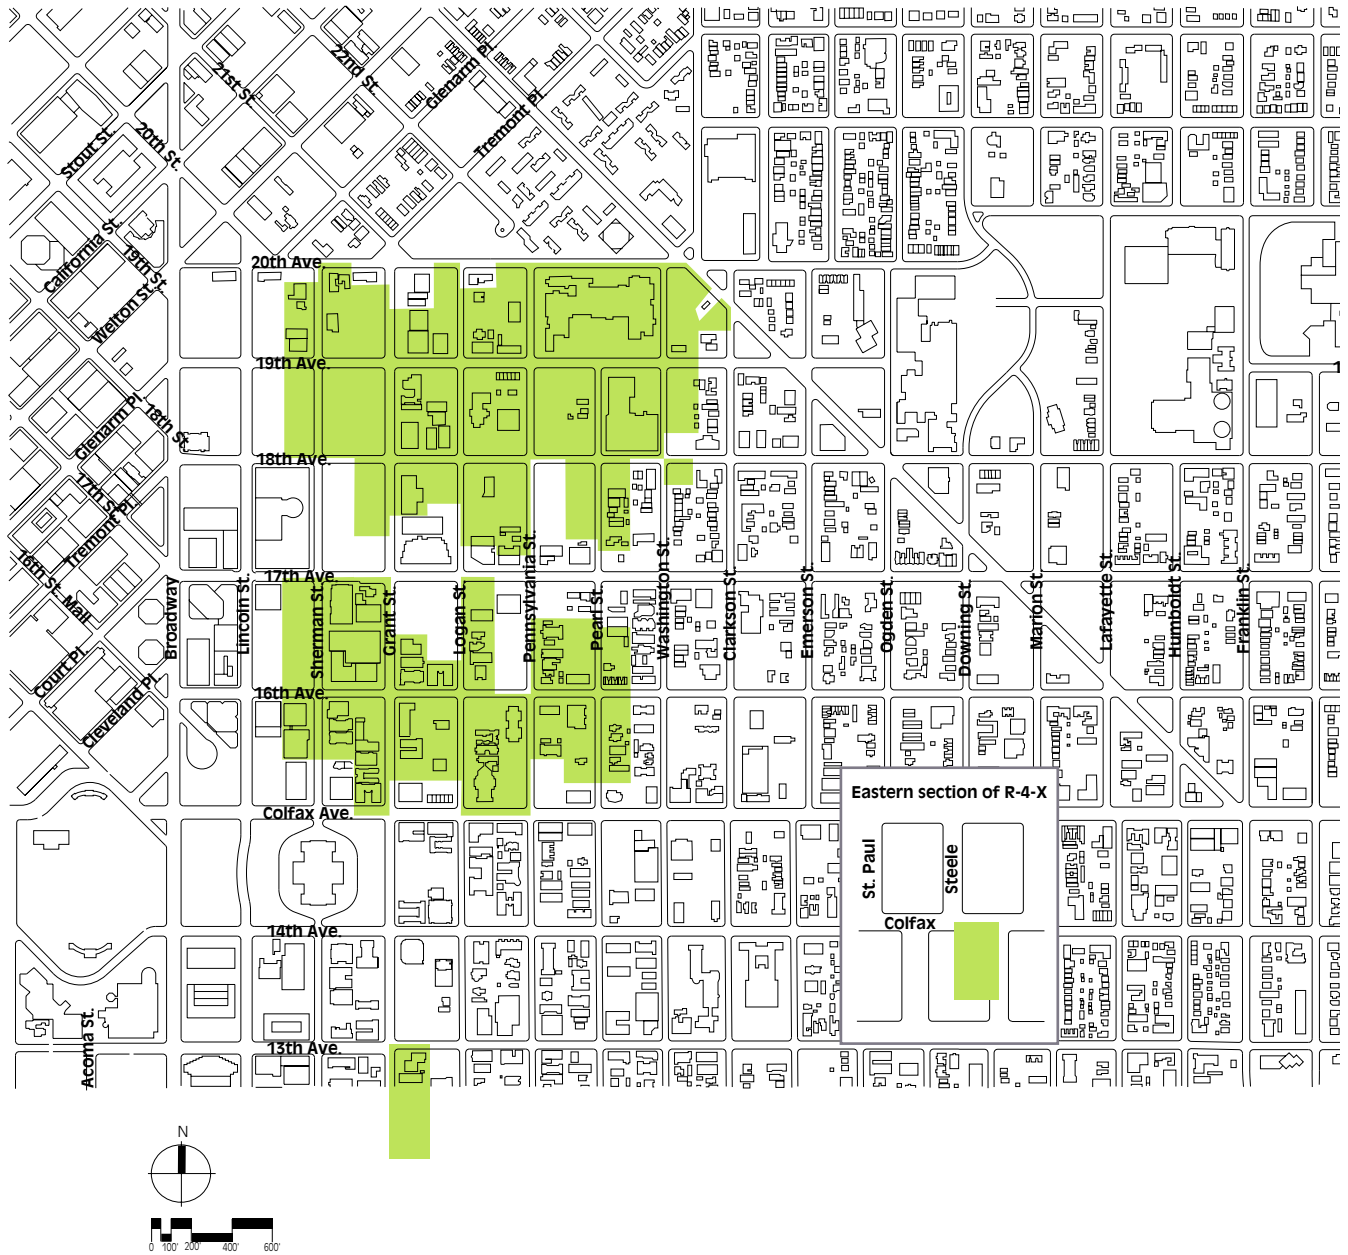 21st St.
22nd St.
Glenarm Pl.
Tremont Pl.
Stout St.
20th St.
California St.
19th St.
Welton St.
20th Ave.
19th Ave.
1
Glenarm Pl.
18th St.
18th Ave.
17th St.
Tremont Pl.
16th St. Mall
17th Ave.
Court Pl.
Cleveland Pl.
Broadway
Lincoln St.
Sherman St.
Grant St.
Logan St.
Pennsylvania St.
Pearl St.
Washington St.
Clarkson St.
Emerson St.
Ogden St.
Downing St.
Marion St.
Lafayette St.
Humboldt St.
Franklin St.
16th Ave.
Colfax Ave.
Eastern section of R-4-X
St. Paul
Steele
Colfax
14th Ave.
13th Ave.
Acoma St.
N
0 100' 200' 400' 600'